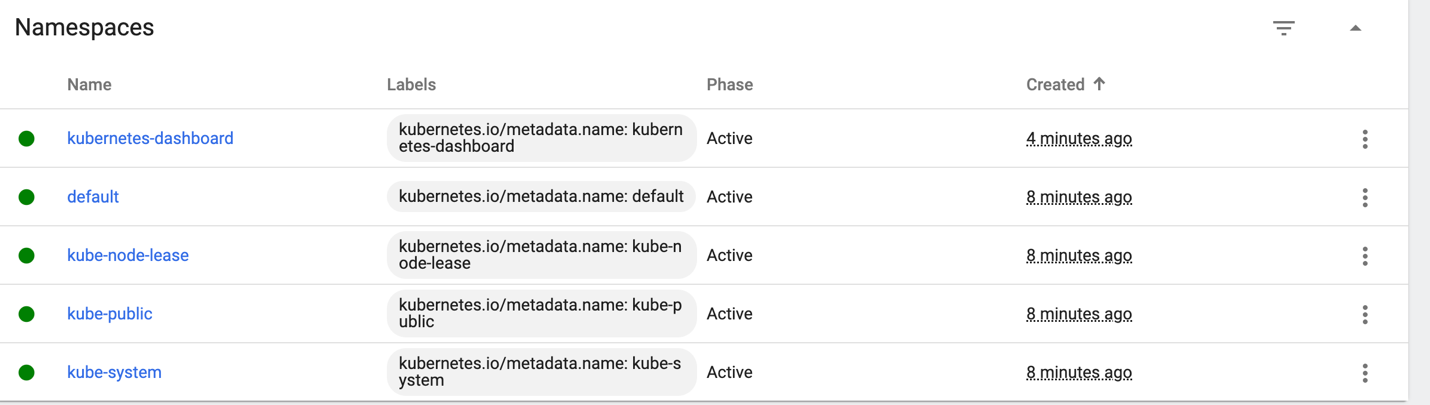 Namespaces
Name Labels Phase Created
kubernetes-dashboard kubernetes.io/metadata.name: kubern
etes-dashboard Active 4 minutes ago
default kubernetes.io/metadata.name: default Active 8 minutes ago
kube-node-lease kubernetes.io/metadata.name: kube-n
ode-lease Active 8 minutes ago
kube-public kubernetes.io/metadata.name: kube-p
ublic Active 8 minutes ago
kube-system kubernetes.io/metadata.name: kube-s
ystem Active 8 minutes ago